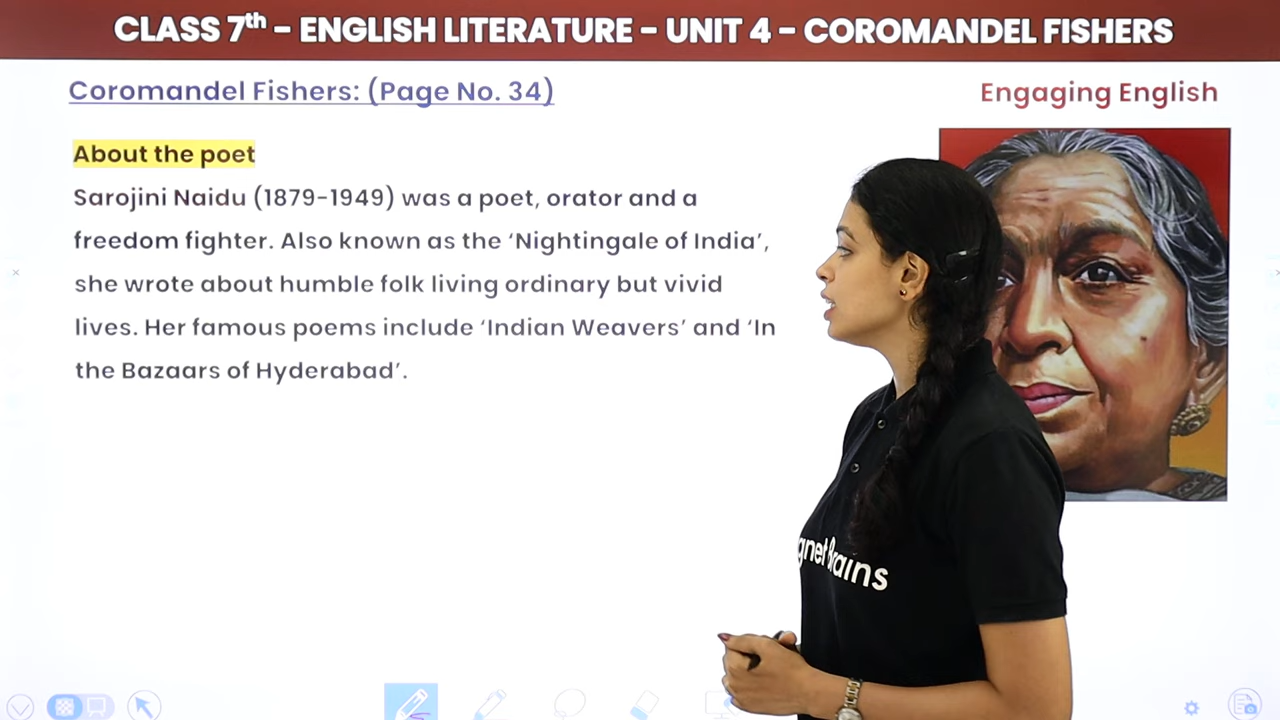 CLASS 7th – ENGLISH LITERATURE – UNIT 4 – COROMANDEL FISHERS
Coromandel Fishers: (Page No. 34)
Engaging English
About the poet
Sarojini Naidu (1879-1949) was a poet, orator and a
freedom fighter. Also known as the ‘Nightingale of India’,
she wrote about humble folk living ordinary but vivid
lives. Her famous poems include ‘Indian Weavers’ and ‘In
the Bazaars of Hyderabad’.
gnet Brains